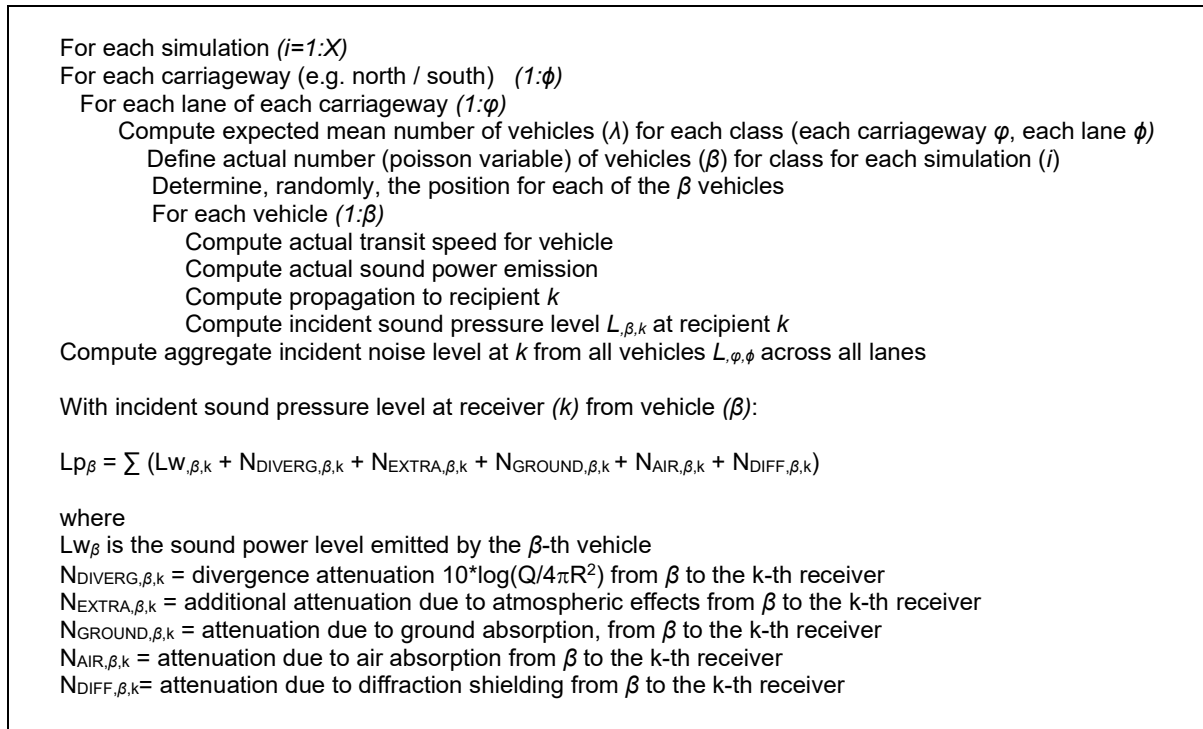 For each simulation (i=1:X)
For each carriageway (e.g. north / south) (1:ϕ)
For each lane of each carriageway (1:φ)
Compute expected mean number of vehicles (λ) for each class (each carriageway φ, each lane ϕ)
Define actual number (poisson variable) of vehicles (β) for class for each simulation (i)
Determine, randomly, the position for each of the β vehicles
For each vehicle (1:β)
Compute actual transit speed for vehicle
Compute actual sound power emission
Compute propagation to recipient k
Compute incident sound pressure level L,β,k at recipient k
Compute aggregate incident noise level at k from all vehicles L,φ,ϕ across all lanes
With incident sound pressure level at receiver (k) from vehicle (β):
Lpβ = ∑ (Lw,β,k + NDIVERG,β,k + NEXTRA,β,k + NGROUND,β,k + NAIR,β,k + NDIFF,β,k)
where
Lwβ is the sound power level emitted by the β-th vehicle
NDIVERG,β,k = divergence attenuation 10*log(Q/4πR²) from β to the k-th receiver
NEXTRA,β,k = additional attenuation due to atmospheric effects from β to the k-th receiver
NGROUND,β,k = attenuation due to ground absorption, from β to the k-th receiver
NAIR,β,k = attenuation due to air absorption from β to the k-th receiver
NDIFF,β,k= attenuation due to diffraction shielding from β to the k-th receiver